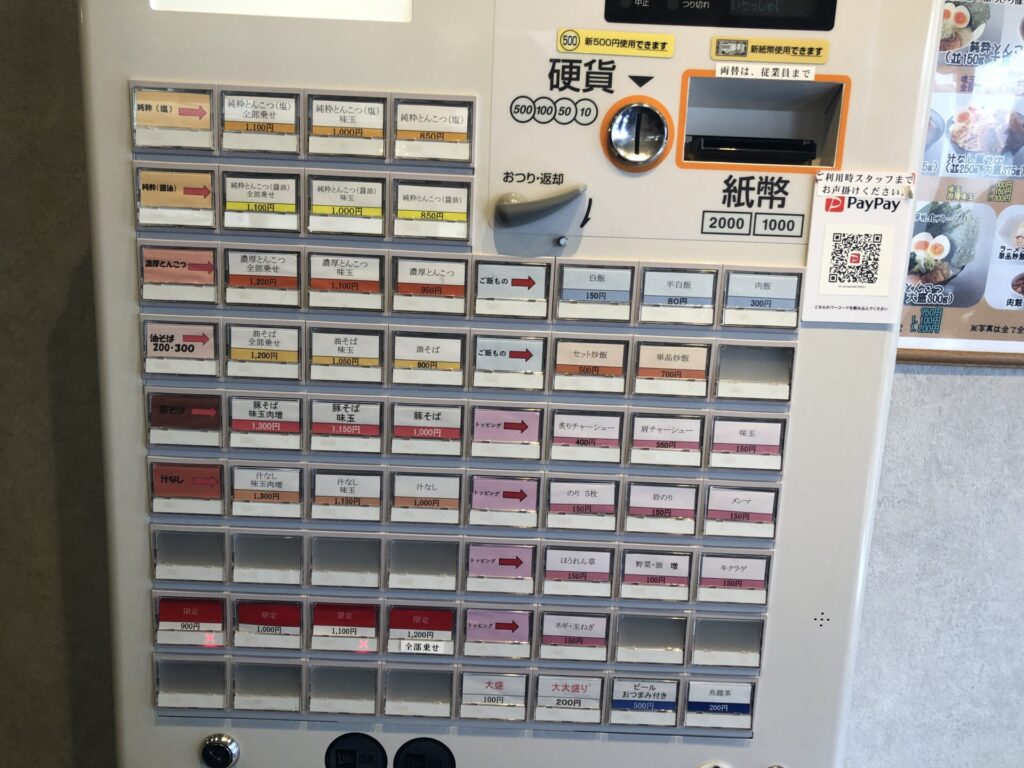 中止
つり切れ
いらっしゃい
500 新500円使用できます
新紙幣使用できます
両替は、従業員まで
硬貨
500 100 50 10
おつり・返却
紙幣
2000 1000
ご利用時スタッフまで
お声掛けください。
PayPay
純粋(塩)
純粋とんこつ(塩)
全部乗せ
1,100円
純粋とんこつ(塩)
味玉
1,000円
純粋とんこつ(塩)
850円
純粋(醤油)
純粋とんこつ(醤油)
全部乗せ
1,100円
純粋とんこつ(醤油)
味玉
1,000円
純粋とんこつ(醤油)
850円
濃厚とんこつ
濃厚とんこつ
全部乗せ
1,200円
濃厚とんこつ
味玉
1,100円
濃厚とんこつ
950円
ご飯もの
白飯
150円
半白飯
80円
肉飯
300円
油そば
200・300
油そば
全部乗せ
1,200円
油そば
味玉
1,050円
油そば
900円
ご飯もの
セット炒飯
500円
単品炒飯
700円
豚そば
豚そば
味玉肉増
1,300円
豚そば
味玉
1,150円
豚そば
1,000円
トッピング
炙りチャーシュー
400円
肩チャーシュー
350円
味玉
150円
汁なし
汁なし
味玉肉増
1,300円
汁なし
味玉
1,150円
汁なし
1,000円
トッピング
のり 5枚
150円
岩のり
150円
メンマ
150円
トッピング
ほうれん草
150円
野菜・油 増
100円
キクラゲ
150円
限定
900円
限定
1,000円
限定
1,100円
限定
1,200円
全部乗せ
トッピング
ネギ・玉ねぎ
150円
大盛
100円
大大盛り
200円
ビール
おつまみ付き
500円
烏龍茶
200円